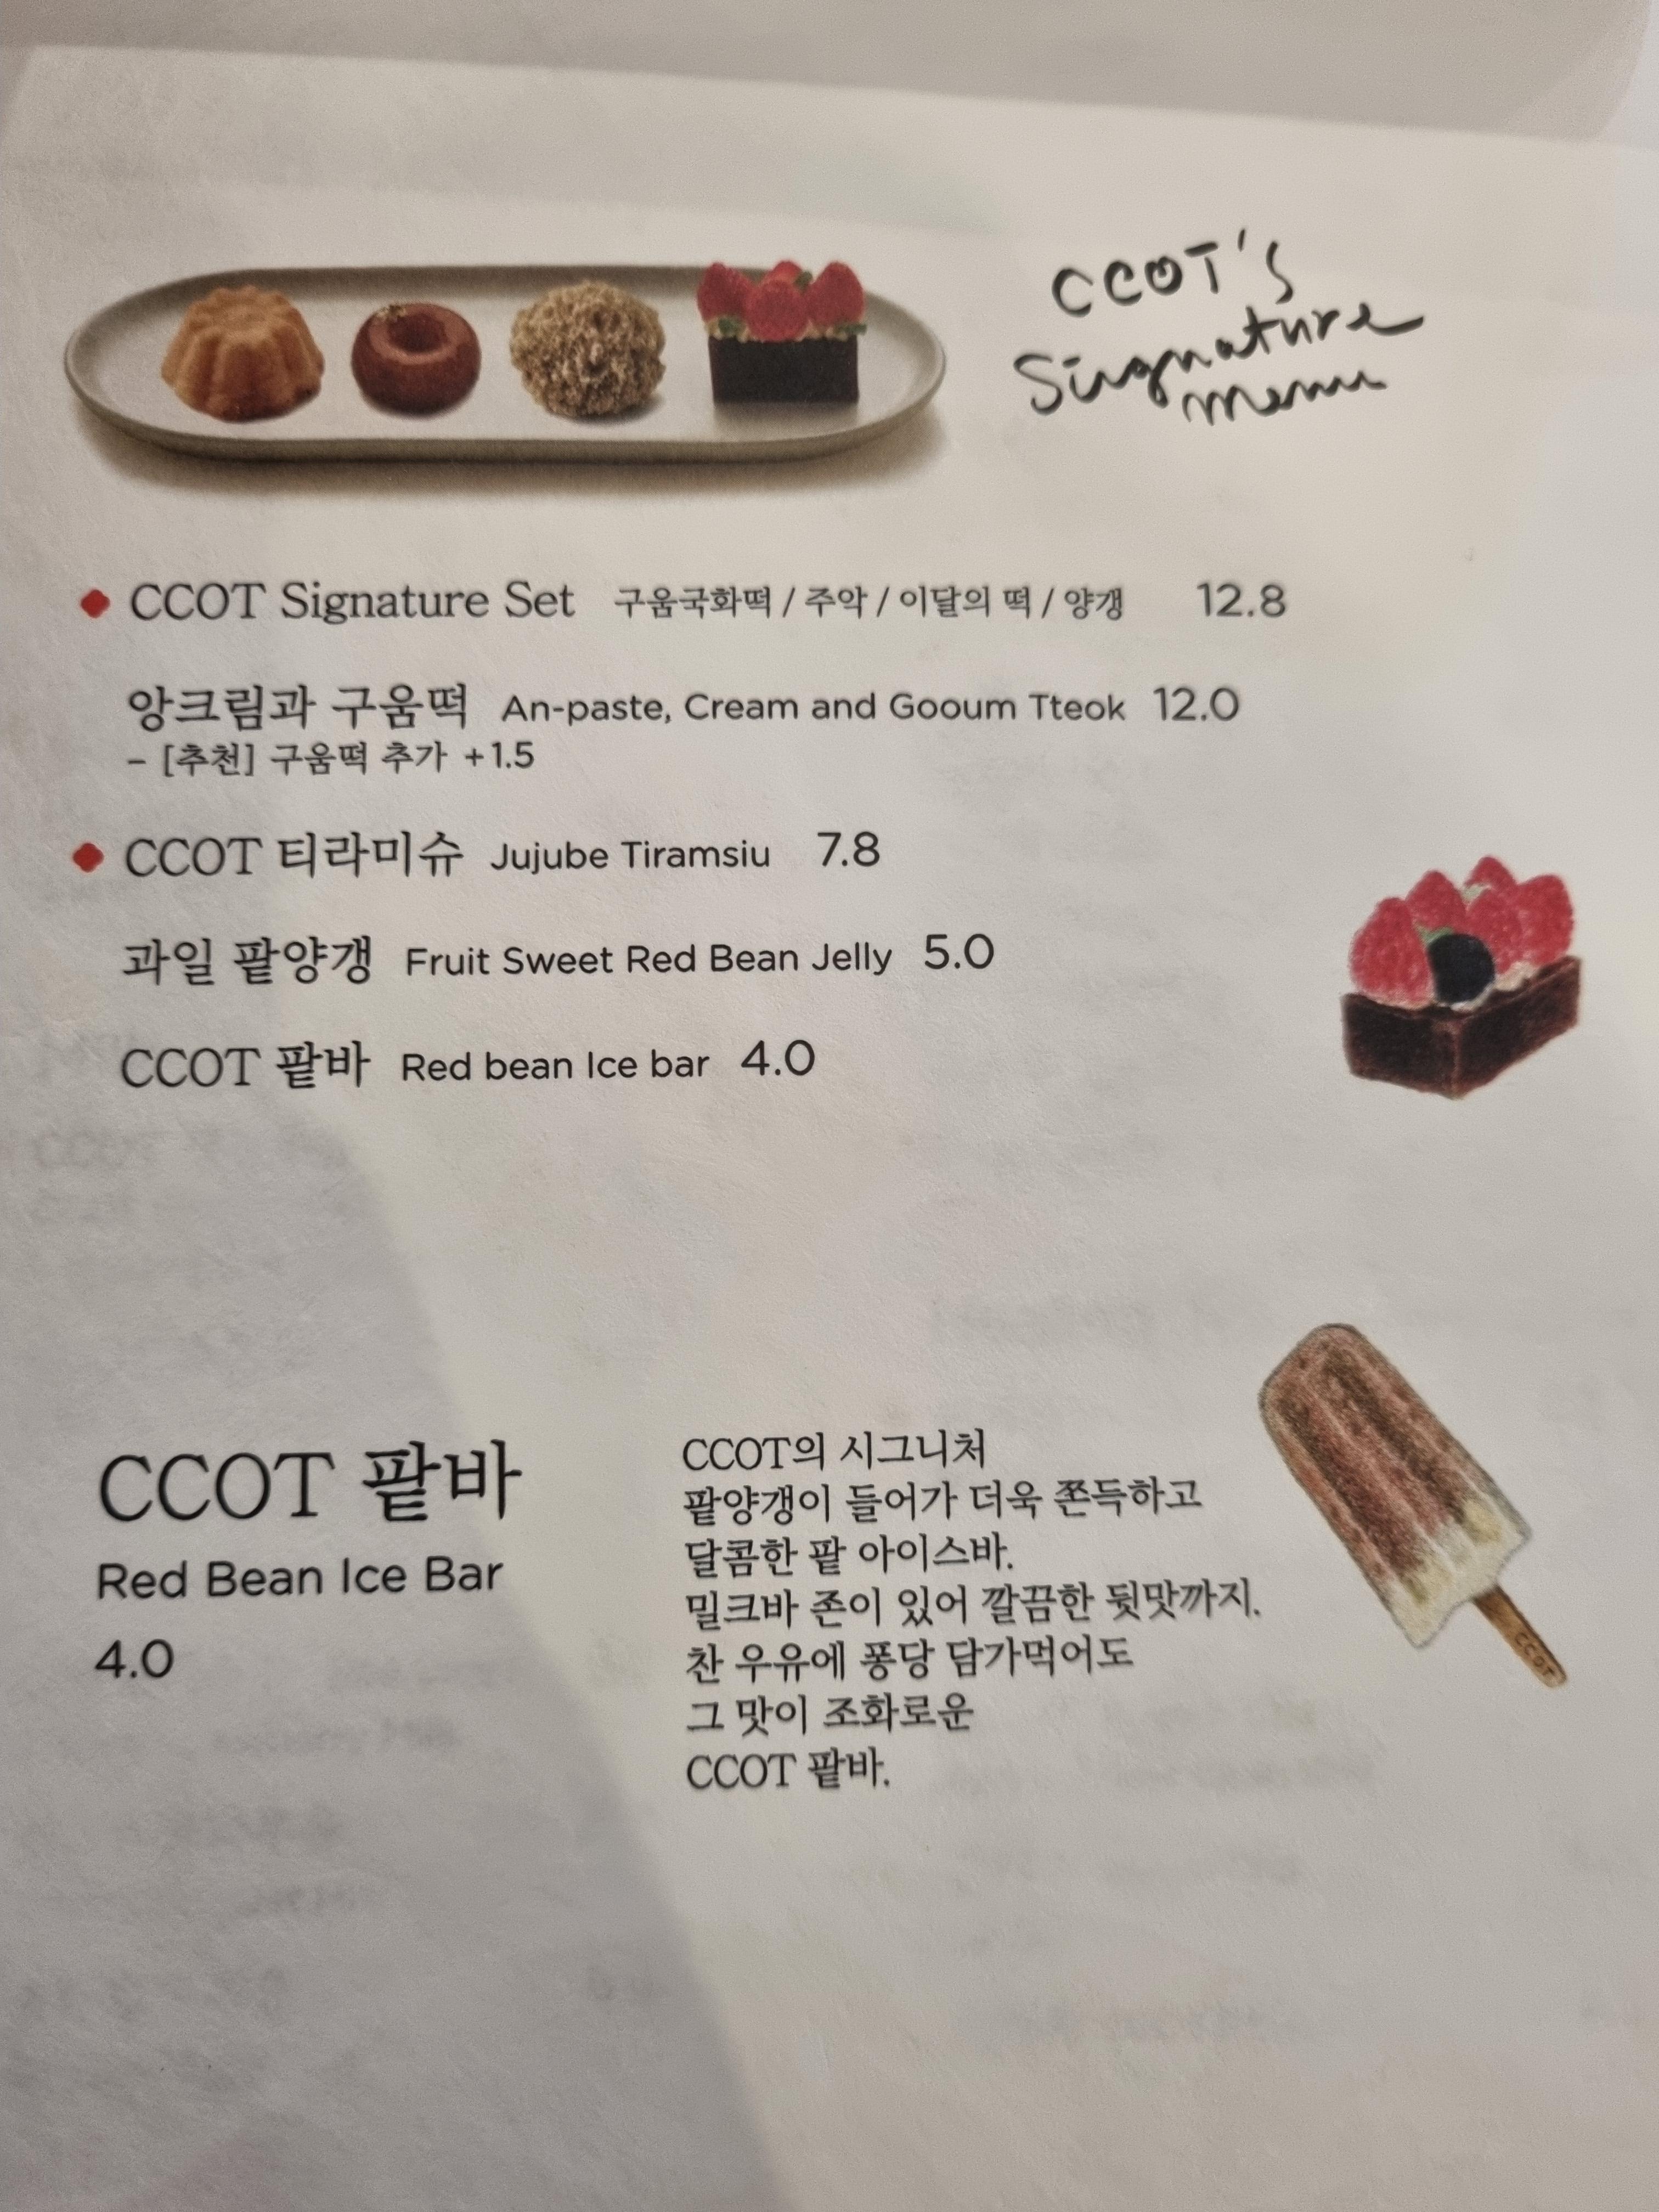 CCOT's
Signature
menu
CCOT Signature Set 구움국화떡 / 주악 / 이달의 떡 / 양갱 12.8
앙크림과 구움떡 An-paste, Cream and Gooum Tteok 12.0
– [추천] 구움떡 추가 +1.5
CCOT 티라미슈 Jujube Tiramsiu 7.8
과일 팥양갱 Fruit Sweet Red Bean Jelly 5.0
CCOT 팥바 Red bean Ice bar 4.0
CCOT 팥바
Red Bean Ice Bar
4.0
CCOT의 시그니처
팥양갱이 들어가 더욱 쫀득하고
달콤한 팥 아이스바.
밀크바 존이 있어 깔끔한 뒷맛까지.
찬 우유에 퐁당 담가먹어도
그 맛이 조화로운
CCOT 팥바.
CCOT